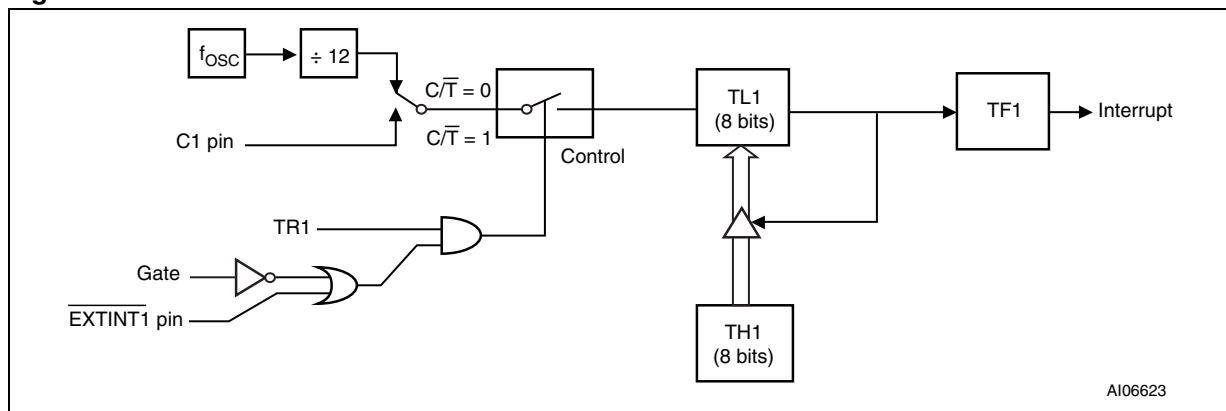 fOSC
÷ 12
C/T̅ = 0
C/T̅ = 1
C1 pin
Control
TL1
(8 bits)
TF1
Interrupt
TR1
Gate
E̅X̅T̅I̅N̅T̅1̅ pin
TH1
(8 bits)
AI06623